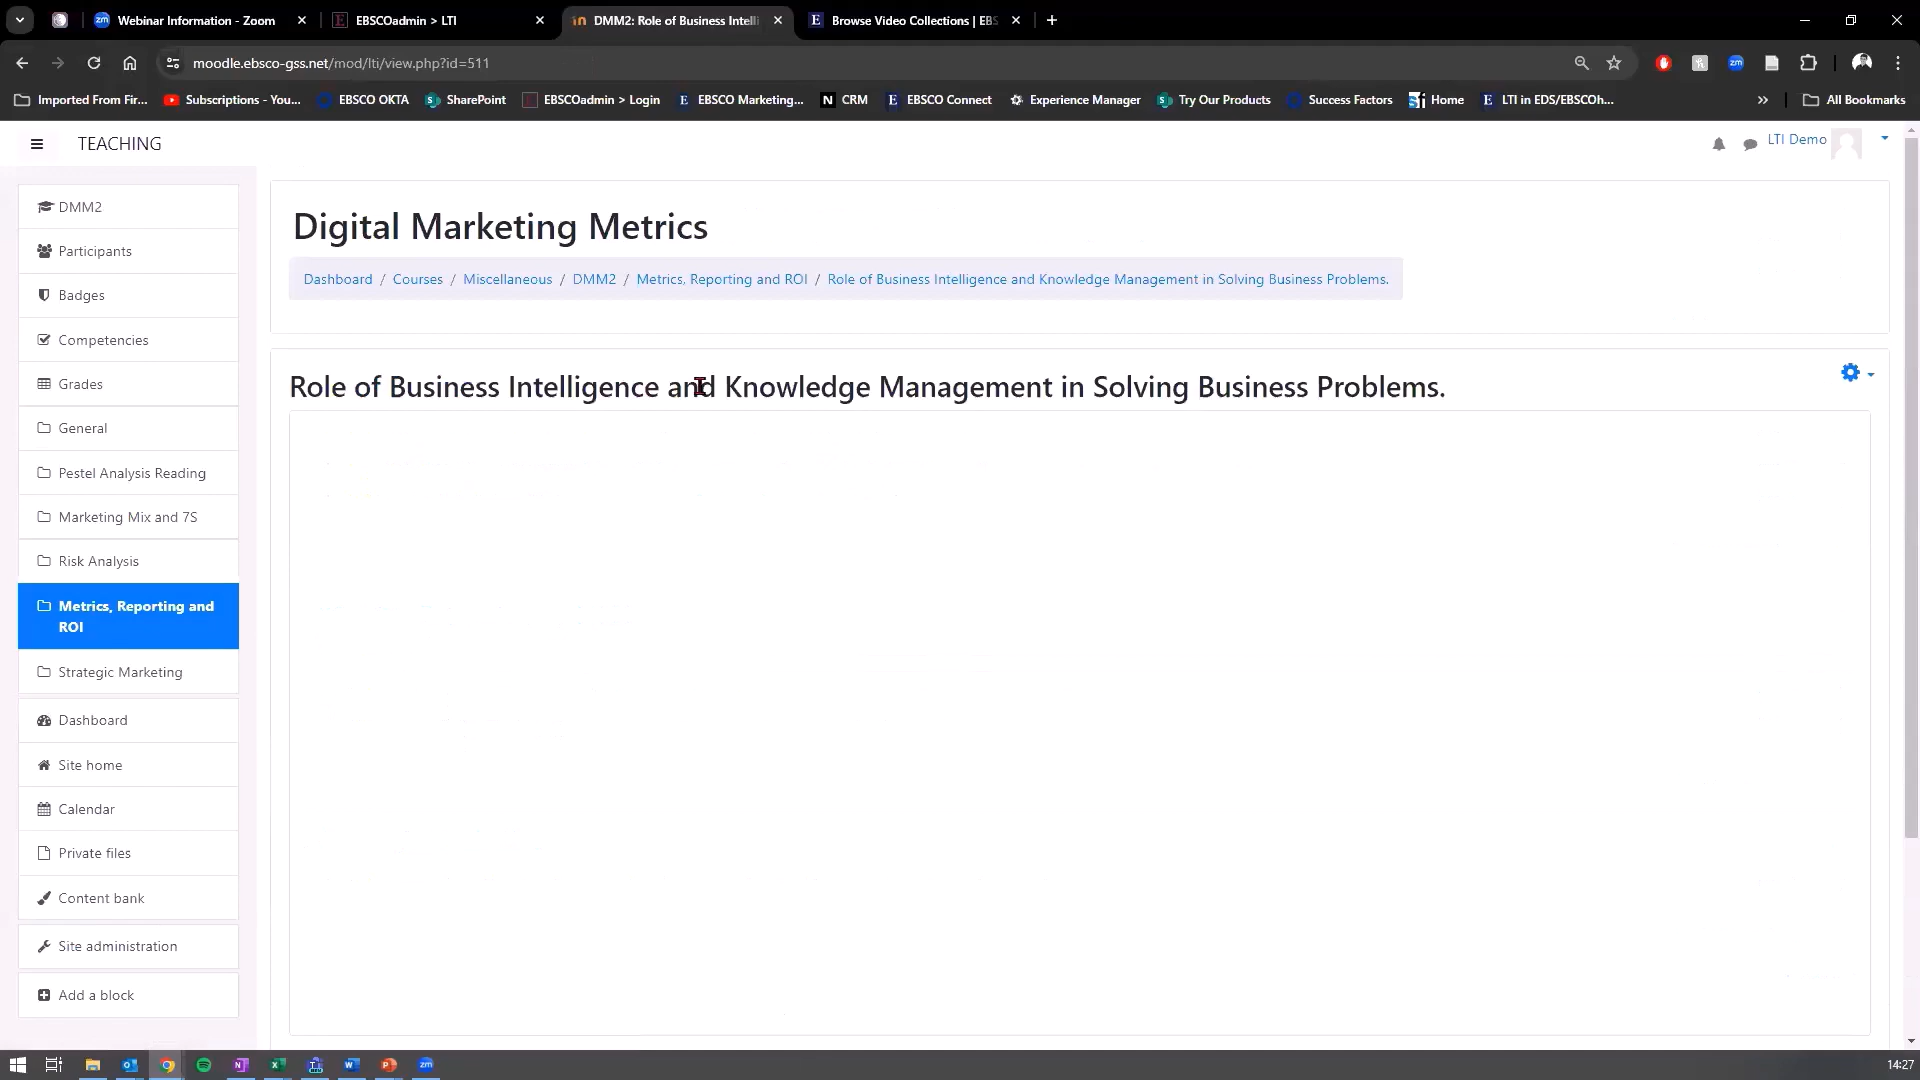 Webinar Information - Zoom
EBSCOadmin > LTI
DMM2: Role of Business Intelli
Browse Video Collections | EBS
moodle.ebsco-gss.net/mod/lti/view.php?id=511
Imported From Fir...
Subscriptions - You...
EBSCO OKTA
SharePoint
EBSCOadmin > Login
EBSCO Marketing...
CRM
EBSCO Connect
Experience Manager
Try Our Products
Success Factors
Home
LTI in EDS/EBSCOh...
All Bookmarks
TEACHING
LTI Demo
DMM2
Participants
Badges
Competencies
Grades
General
Pestel Analysis Reading
Marketing Mix and 7S
Risk Analysis
Metrics, Reporting and
ROI
Strategic Marketing
Dashboard
Site home
Calendar
Private files
Content bank
Site administration
Add a block
Digital Marketing Metrics
Dashboard / Courses / Miscellaneous / DMM2 / Metrics, Reporting and ROI / Role of Business Intelligence and Knowledge Management in Solving Business Problems.
Role of Business Intelligence and Knowledge Management in Solving Business Problems.
14:27